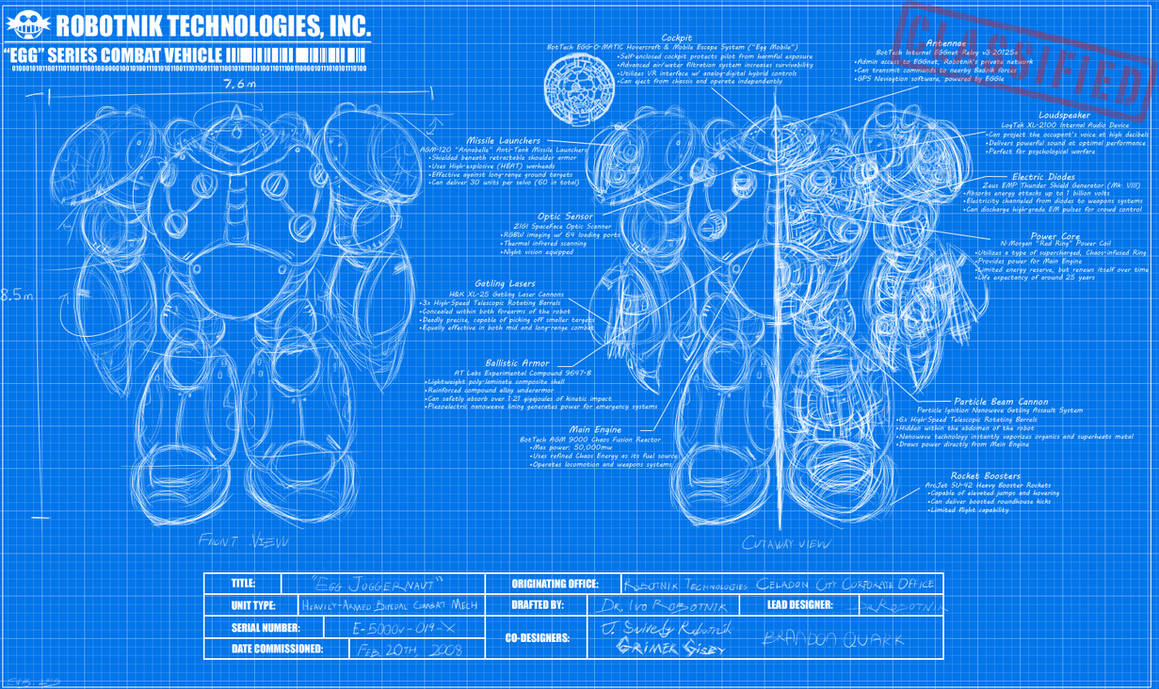 ROBOTNIK TECHNOLOGIES, INC.
"EGG" SERIES COMBAT VEHICLE
CLASSIFIED
7.6m
8.5m
Cockpit
BotTech EGG-O-MATIC Hovercraft & Mobile Escape System ("Egg Mobile")
•Self-enclosed cockpit protects pilot from harmful exposure
•Advanced air/water filtration system increases survivability
•Utilizes VR interface w/ analog-digital hybrid controls
•Can eject from chassis and operate independently
Antennae
BotTech Internal EGGnet Relay v3.20125a
•Admin access to EGGnet, Robotnik's private network
•Can transmit commands to nearby Badnik forces
•GPS Navigation software, powered by EGGle
Loudspeaker
LogTek XL-2100 Internal Audio Device
•Can project the occupant's voice at high decibels
•Delivers powerful sound at optimal performance
•Perfect for psychological warfare
Missile Launchers
AGM-120 "Annabelle" Anti-Tank Missile Launchers
•Shielded beneath retractable shoulder armor
•Uses High-explosive (HEAT) warheads
•Effective against long-range ground targets
•Can deliver 30 units per salvo (60 in total)
Electric Diodes
Zeus EMP Thunder Shield Generator (Mk. VIII)
•Absorbs energy attacks up to 1 billion volts
•Electricity channeled from diodes to weapons systems
•Can discharge high-grade EM pulses for crowd control
Optic Sensor
ZIGI SpaceFace Optic Scanner
•RGBW imaging w/ 64 loading ports
•Thermal infrared scanning
•Night vision equipped
Power Core
N-Morgen "Red Ring" Power Coil
•Utilizes a type of supercharged, Chaos-infused Ring
•Provides power for Main Engine
•Limited energy reserve, but renews itself over time
•Life expectancy of around 25 years
Gatling Lasers
H&K XL-25 Gatling Laser Cannons
•3x High-Speed Telescopic Rotating Barrels
•Concealed within both forearms of the robot
•Deadly precise, capable of picking off smaller targets
•Equally effective in both mid and long-range combat
Ballistic Armor
AT Labs Experimental Compound 9647-B
•Lightweight poly-laminate composite shell
•Reinforced compound alloy underarmor
•Can safely absorb over 1.21 gigajoules of kinetic impact
•Piezoelectric nanoweave lining generates power for emergency systems
Particle Beam Cannon
Particle Ignition Nanowave Gatling Assault System
•6x High-Speed Telescopic Rotating Barrels
•Hidden within the abdomen of the robot
•Nanowave technology instantly vaporizes organics and superheats metal
•Draws power directly from Main Engine
Main Engine
BotTech AGM 9000 Chaos Fusion Reactor
•Max power: 50,000mw
•Uses refined Chaos Energy as its fuel source
•Operates locomotion and weapons systems
Rocket Boosters
AroJet SU-42 Heavy Booster Rockets
•Capable of elevated jumps and hovering
•Can deliver boosted roundhouse kicks
•Limited flight capability
FRONT VIEW
CUTAWAY VIEW
TITLE: "EGG JUGGERNAUT"
ORIGINATING OFFICE: ROBOTNIK TECHNOLOGIES CELADON CITY CORPORATE OFFICE
UNIT TYPE: HEAVILY-ARMED BIPEDAL COMBAT MECH
DRAFTED BY: DR. IVO ROBOTNIK
LEAD DESIGNER: DR. ROBOTNIK
SERIAL NUMBER: E-5000V-019-X
DATE COMMISSIONED: FEB. 20TH, 2008
CO-DESIGNERS: J. Snively Robotnik
GRIMER
BRANDON QUARK